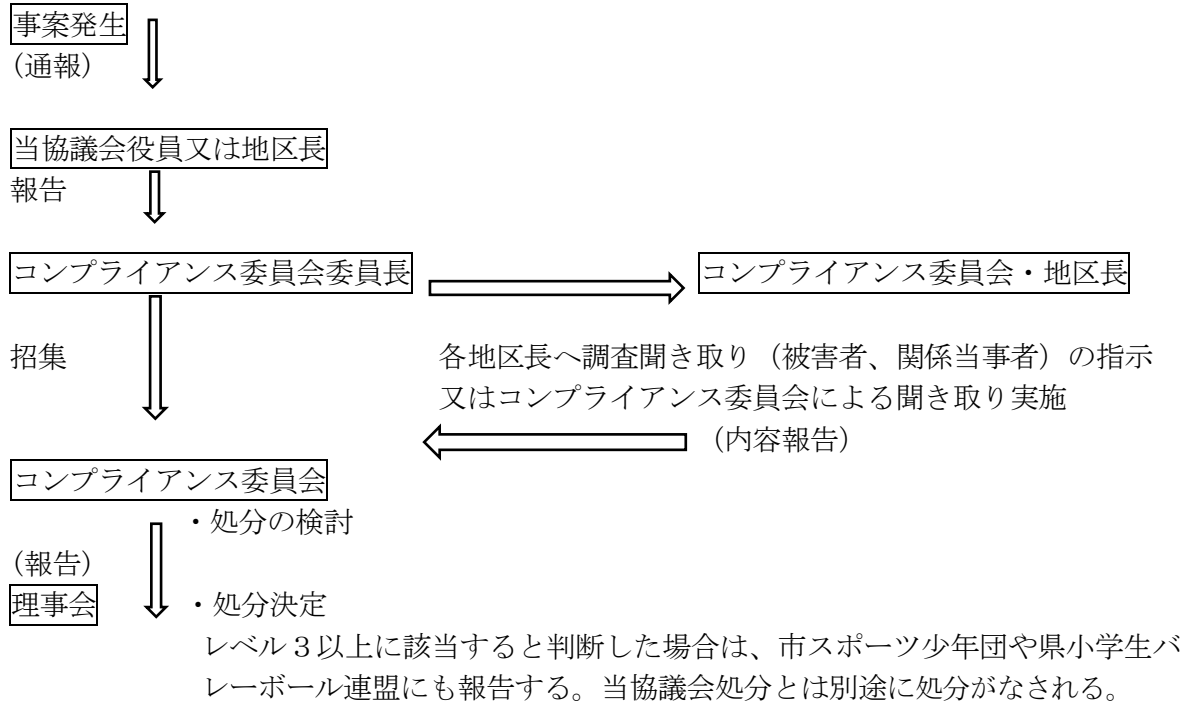 事案発生
（通報）
当協議会役員又は地区長
報告
コンプライアンス委員会委員長
コンプライアンス委員会・地区長
招集
各地区長へ調査聞き取り（被害者、関係当事者）の指示
又はコンプライアンス委員会による聞き取り実施
（内容報告）
コンプライアンス委員会
・処分の検討
（報告）
理事会
・処分決定
レベル３以上に該当すると判断した場合は、市スポーツ少年団や県小学生バ
レーボール連盟にも報告する。当協議会処分とは別途に処分がなされる。